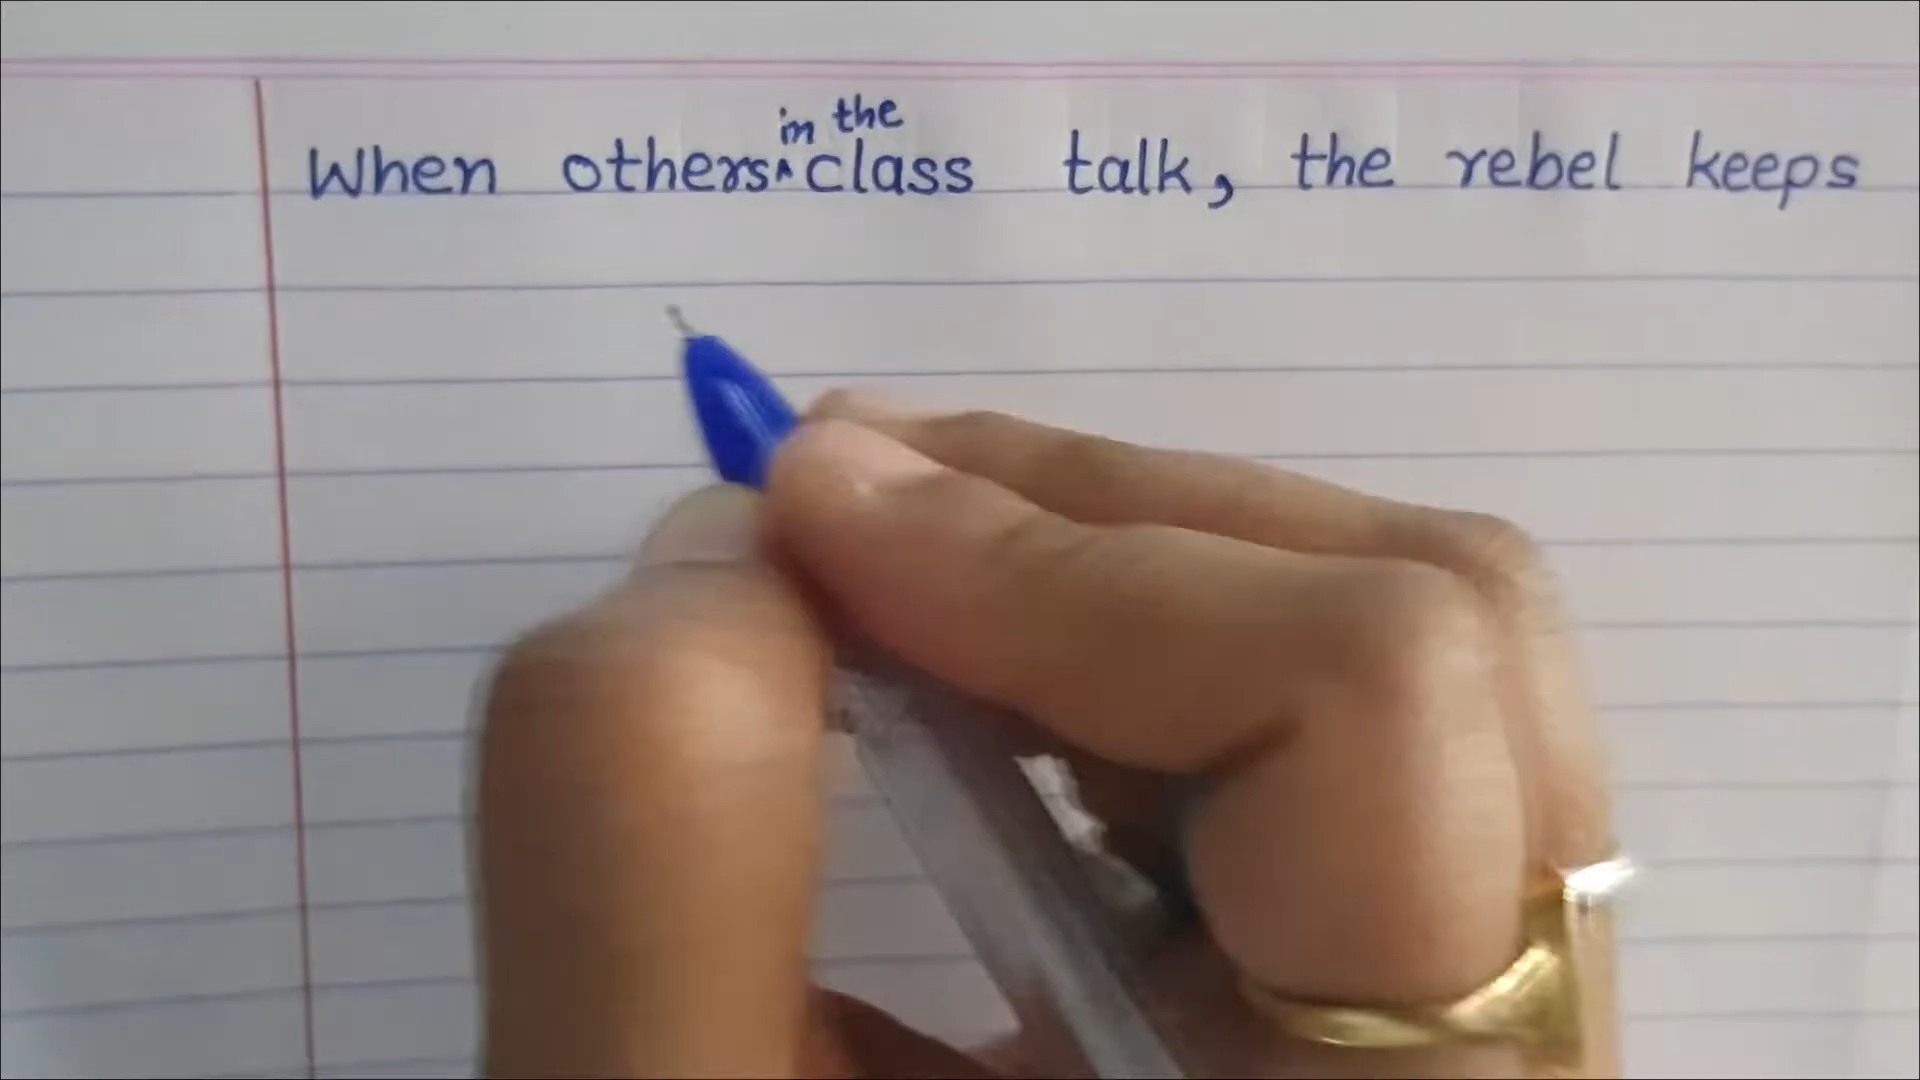 When others ^ in the class talk, the rebel keeps